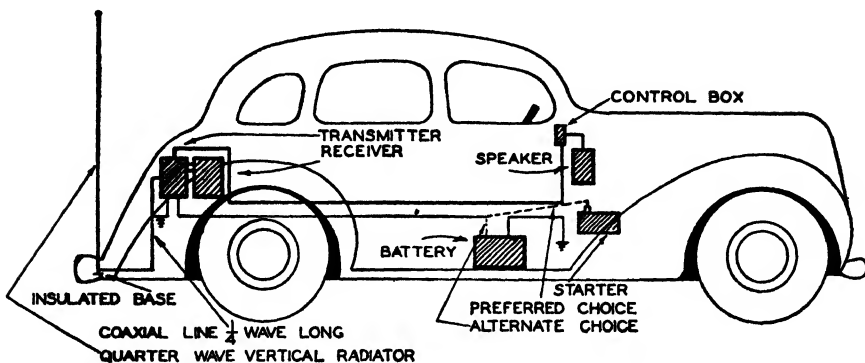 CONTROL BOX
TRANSMITTER
RECEIVER
SPEAKER
BATTERY
INSULATED BASE
STARTER
PREFERRED CHOICE
ALTERNATE CHOICE
COAXIAL LINE 1/4 WAVE LONG
QUARTER WAVE VERTICAL RADIATOR